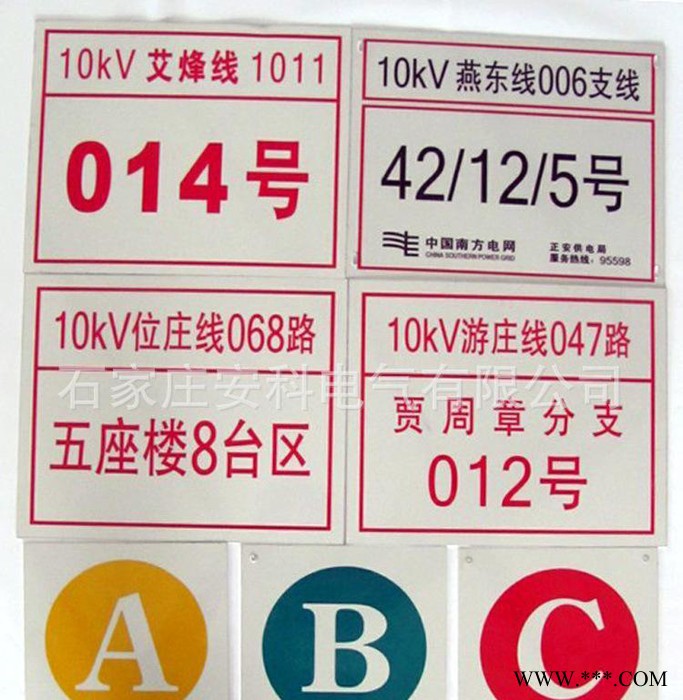 10kV 艾烽线 1011
014号
10kV 燕东线006支线
42/12/5号
中国南方电网
CHINA SOUTHERN POWER GRID
正安供电局
服务热线：95598
10kV位庄线068路
五座楼8台区
10kV游庄线047路
贾周章分支
012号
石家庄安科电气有限公司
A
B
C
WWW.***.COM